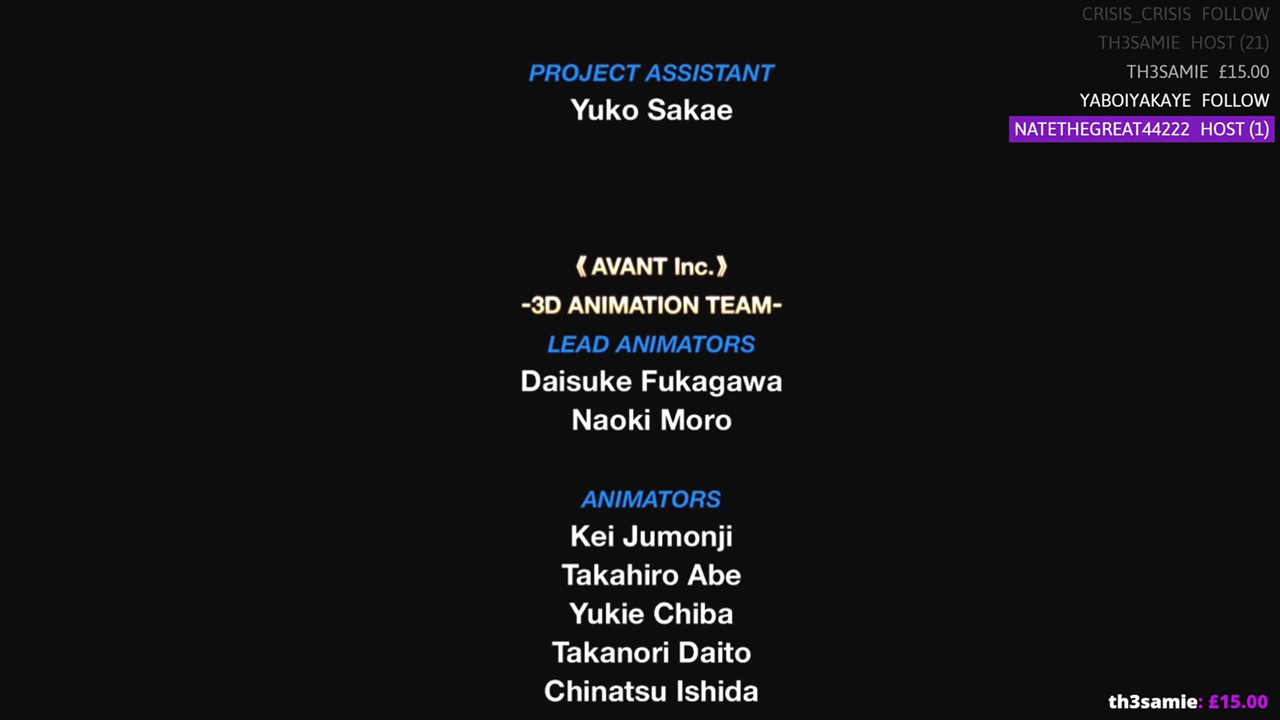 CRISIS_CRISIS FOLLOW
TH3SAMIE HOST (21)
TH3SAMIE £15.00
YABOIYAKAYE FOLLOW
NATETHEGREAT44222 HOST (1)
PROJECT ASSISTANT
Yuko Sakae
《 AVANT Inc.》
-3D ANIMATION TEAM-
LEAD ANIMATORS
Daisuke Fukagawa
Naoki Moro
ANIMATORS
Kei Jumonji
Takahiro Abe
Yukie Chiba
Takanori Daito
Chinatsu Ishida
th3samie: £15.00